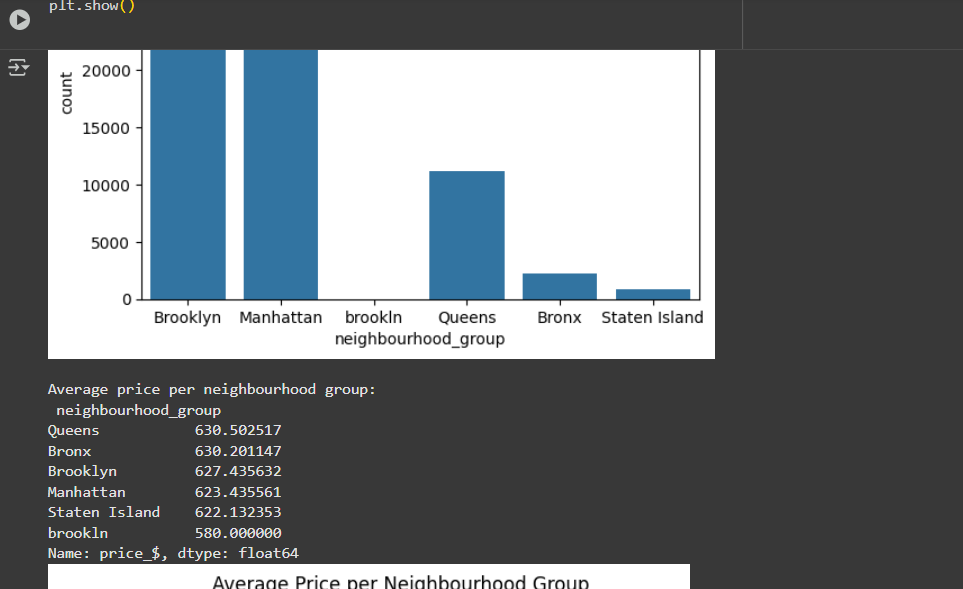 plt.show()
count
20000
15000
10000
5000
0
Brooklyn Manhattan brookln Queens Bronx Staten Island
neighbourhood_group
Average price per neighbourhood group:
neighbourhood_group
Queens 630.502517
Bronx 630.201147
Brooklyn 627.435632
Manhattan 623.435561
Staten Island 622.132353
brookln 580.000000
Name: price_$, dtype: float64
Average Price per Neighbourhood Group